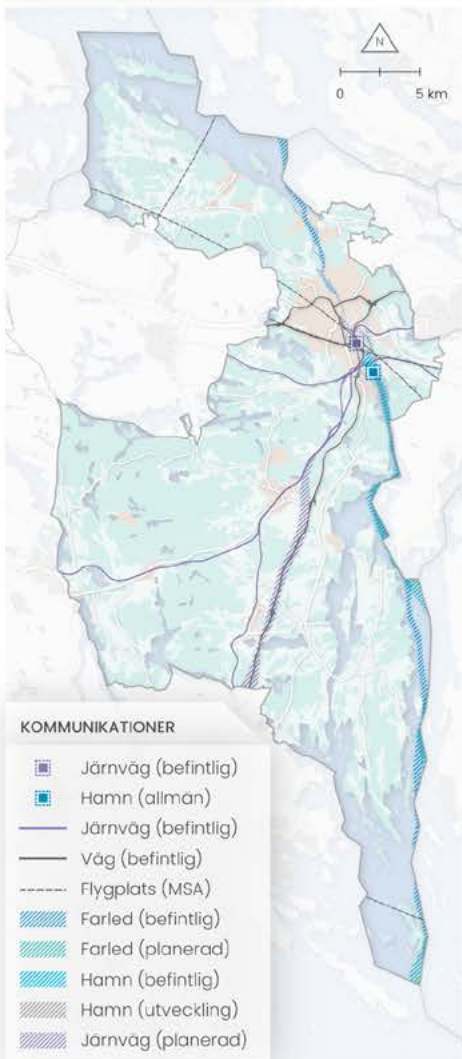 N
0 5 km
KOMMUNIKATIONER
Järnväg (befintlig)
Hamn (allmän)
Järnväg (befintlig)
Väg (befintlig)
Flygplats (MSA)
Farled (befintlig)
Farled (planerad)
Hamn (befintlig)
Hamn (utveckling)
Järnväg (planerad)